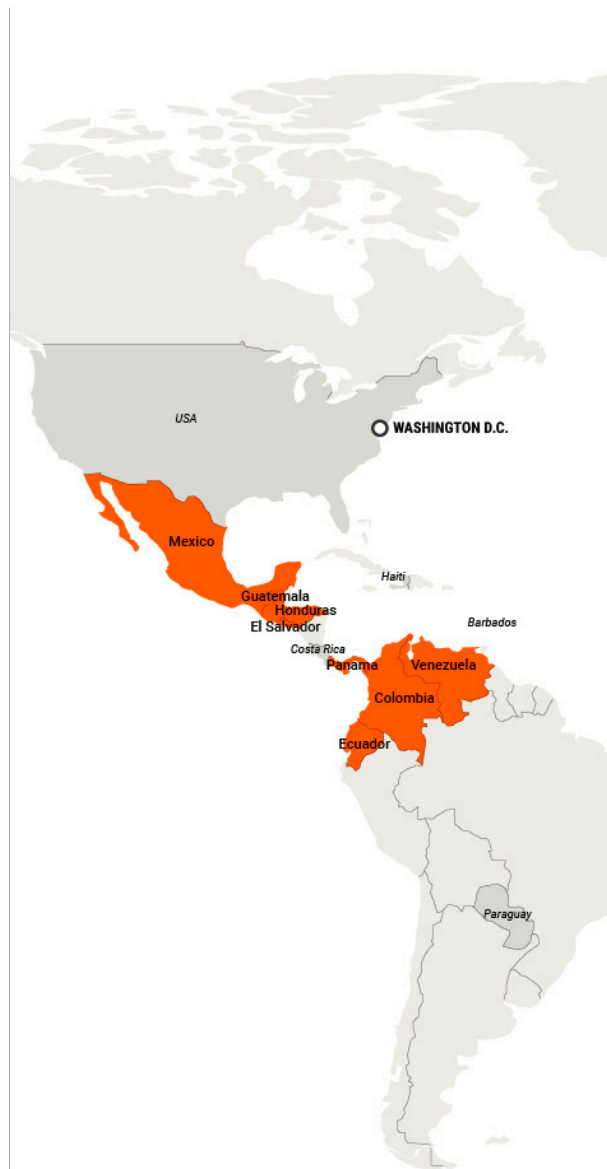 USA
WASHINGTON D.C.
Mexico
Haiti
Guatemala
Honduras
El Salvador
Barbados
Costa Rica
Panama
Venezuela
Colombia
Ecuador
Paraguay